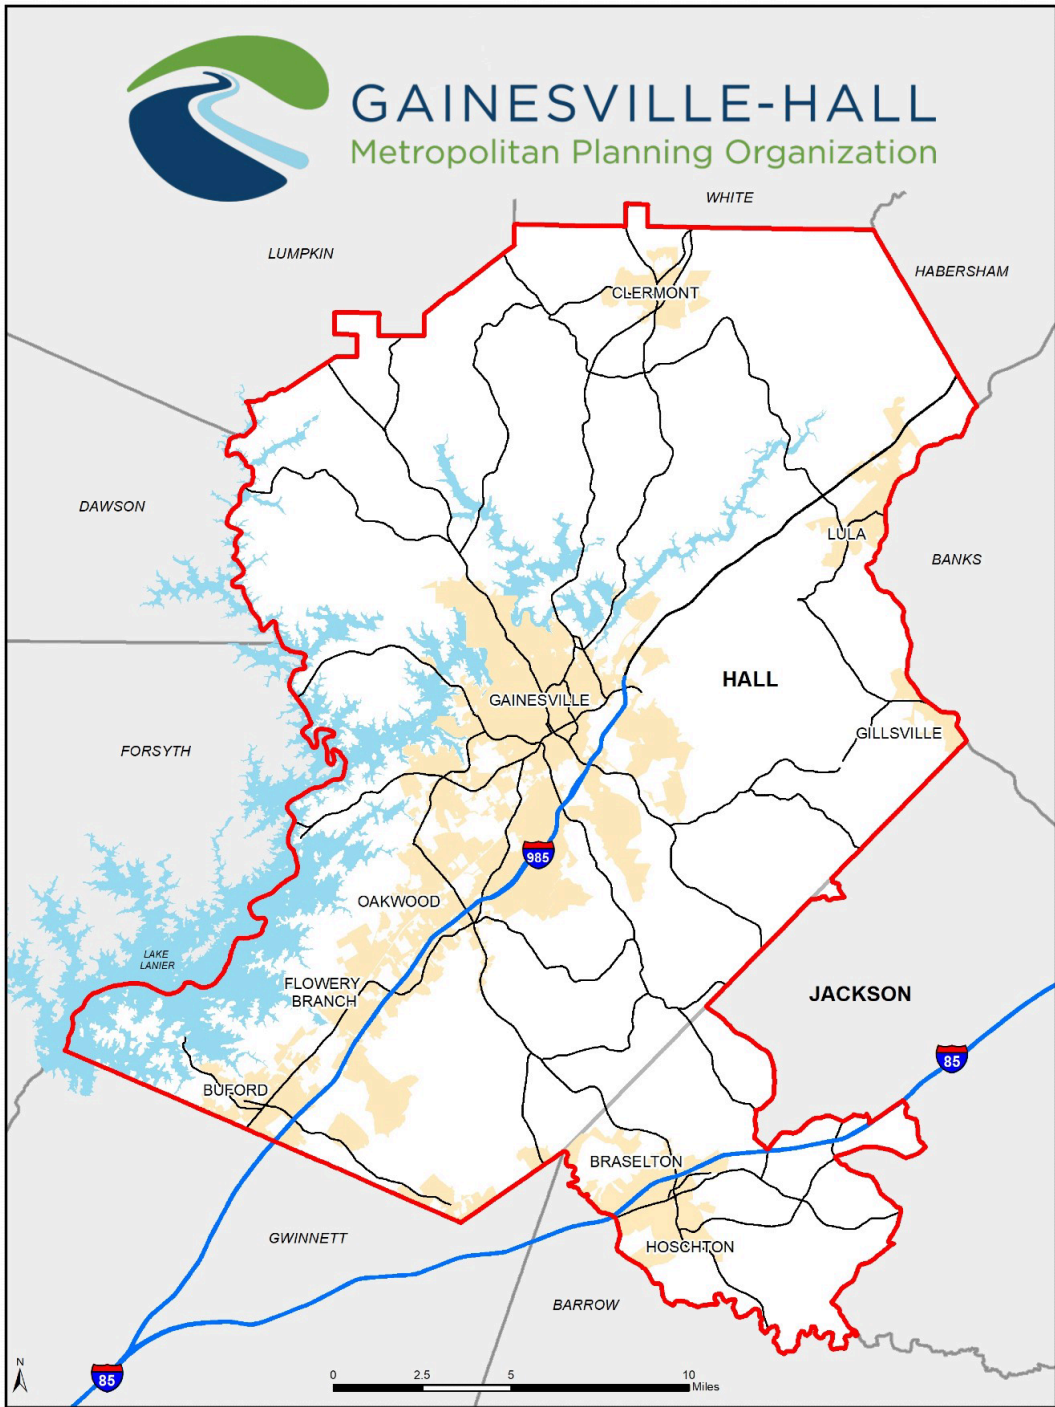 GAINESVILLE-HALL
Metropolitan Planning Organization
WHITE
LUMPKIN
HABERSHAM
CLERMONT
DAWSON
LULA
BANKS
HALL
GAINESVILLE
GILLSVILLE
FORSYTH
985
OAKWOOD
LAKE
LANIER
FLOWERY
BRANCH
JACKSON
85
BUFORD
BRASELTON
GWINNETT
HOSCHTON
BARROW
N
85
0 2.5 5 10
Miles